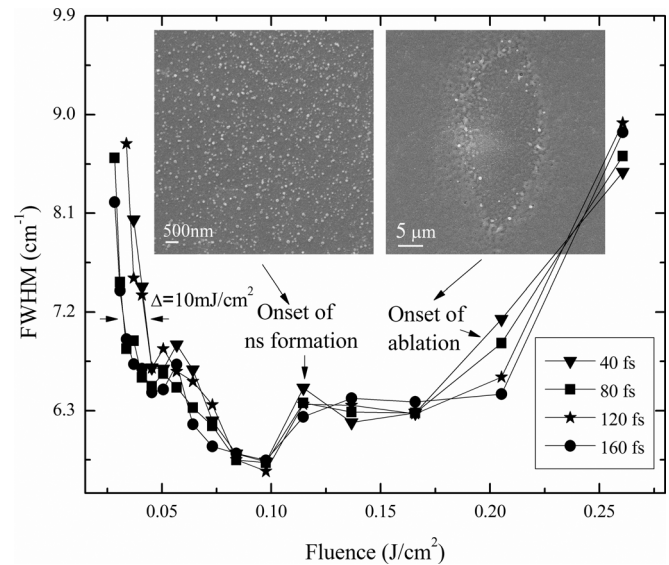 9.9
9.0
8.1
7.2
6.3
FWHM (cm⁻¹)
500nm
5 μm
Δ=10mJ/cm²
Onset of
ns formation
Onset of
ablation
40 fs
80 fs
120 fs
160 fs
0.05
0.10
0.15
0.20
0.25
Fluence (J/cm²)